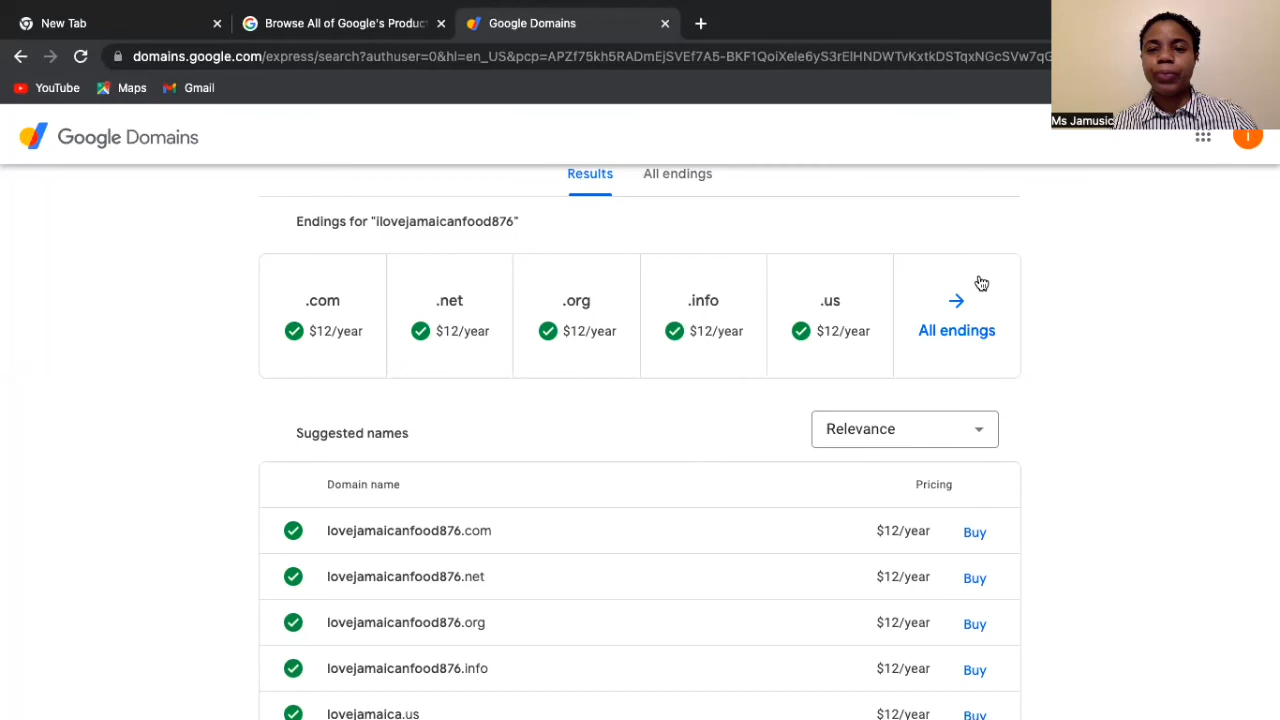 New Tab
Browse All of Google's Produc
Google Domains
domains.google.com/express/search?authuser=0&hl=en_US&pcp=APZf75kh5RADmEjSVEf7A5-BKF1QoiXele6yS3rElHNDWTvKxtkDSTqxNGcSVw7qG
YouTube
Maps
Gmail
Ms Jamusic
Google Domains
I
Results
All endings
Endings for "ilovejamaicanfood876"
.com
.net
.org
.info
.us
$12/year
$12/year
$12/year
$12/year
$12/year
All endings
Suggested names
Relevance
Domain name
Pricing
lovejamaicanfood876.com
$12/year
Buy
lovejamaicanfood876.net
$12/year
Buy
lovejamaicanfood876.org
$12/year
Buy
lovejamaicanfood876.info
$12/year
Buy
lovejamaica.us
$12/year
Buy